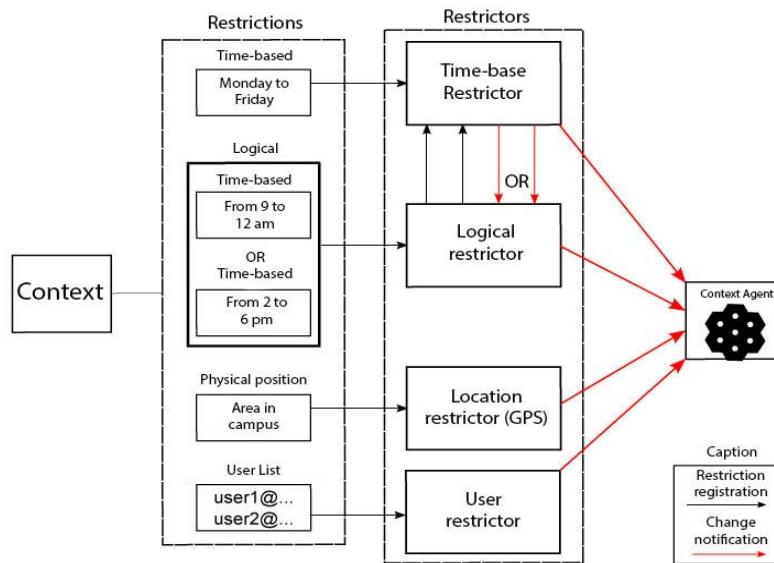 Restrictions
Restrictors
Time-based
Monday to
Friday
Time-base
Restrictor
Logical
Time-based
From 9 to
12 am
OR
Time-based
From 2 to
6 pm
OR
Logical
restrictor
Context
Context Agent
Physical position
Area in
campus
Location
restrictor (GPS)
User List
user1@...
user2@...
User
restrictor
Caption
Restriction
registration
Change
notification